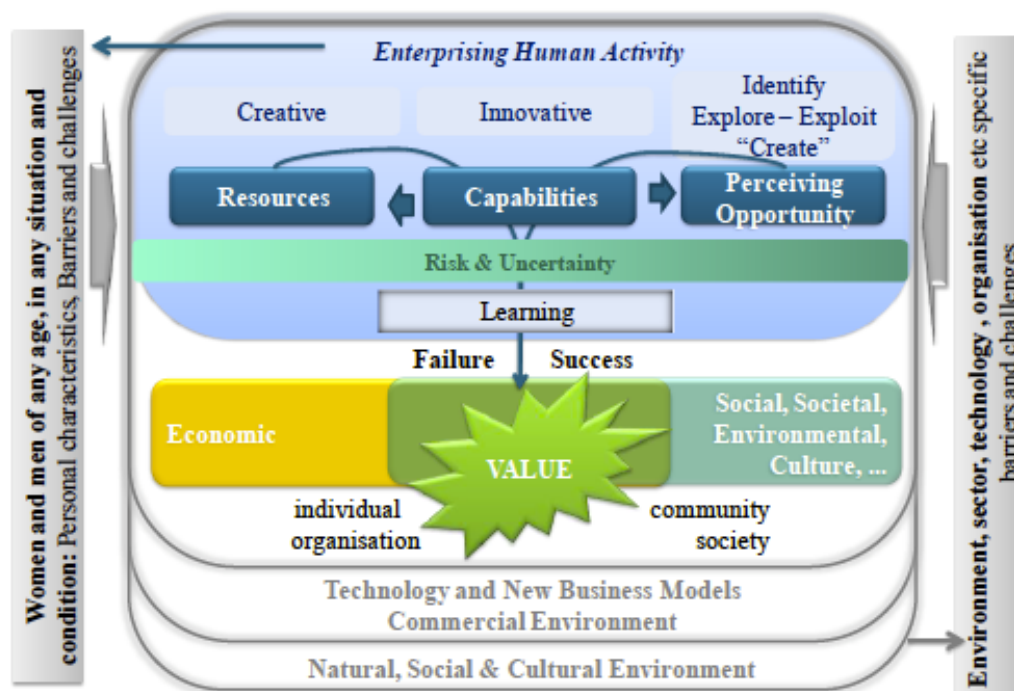 Women and men of any age, in any situation and
condition: Personal characteristics, Barriers and challenges
Enterprising Human Activity
Creative
Innovative
Identify
Explore – Exploit
“Create”
Resources
Capabilities
Perceiving
Opportunity
Risk & Uncertainty
Learning
Failure
Success
Economic
VALUE
Social, Societal,
Environmental,
Culture, ...
individual
organisation
community
society
Technology and New Business Models
Commercial Environment
Natural, Social & Cultural Environment
Environment, sector, technology , organisation etc specific
barriers and challenges